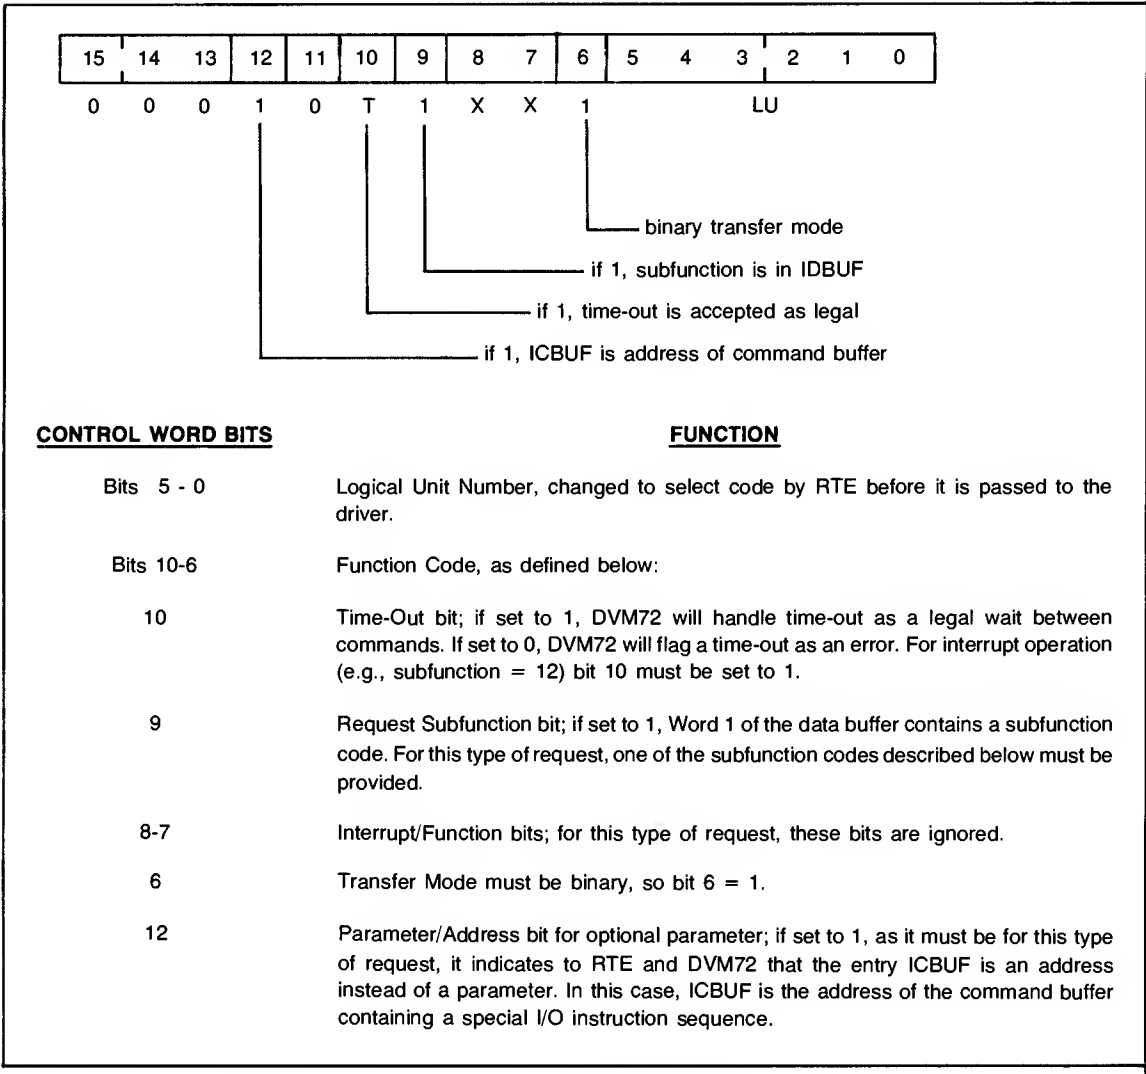 15 14 13 12 11 10 9 8 7 6 5 4 3 2 1 0
0 0 0 1 0 T 1 X X 1 LU
binary transfer mode
if 1, subfunction is in IDBUF
if 1, time-out is accepted as legal
if 1, ICBUF is address of command buffer
CONTROL WORD BITS FUNCTION
Bits 5 - 0 Logical Unit Number, changed to select code by RTE before it is passed to the
driver.
Bits 10-6 Function Code, as defined below:
10 Time-Out bit; if set to 1, DVM72 will handle time-out as a legal wait between
commands. If set to 0, DVM72 will flag a time-out as an error. For interrupt operation
(e.g., subfunction = 12) bit 10 must be set to 1.
9 Request Subfunction bit; if set to 1, Word 1 of the data buffer contains a subfunction
code. For this type of request, one of the subfunction codes described below must be
provided.
8-7 Interrupt/Function bits; for this type of request, these bits are ignored.
6 Transfer Mode must be binary, so bit 6 = 1.
12 Parameter/Address bit for optional parameter; if set to 1, as it must be for this type
of request, it indicates to RTE and DVM72 that the entry ICBUF is an address
instead of a parameter. In this case, ICBUF is the address of the command buffer
containing a special I/O instruction sequence.